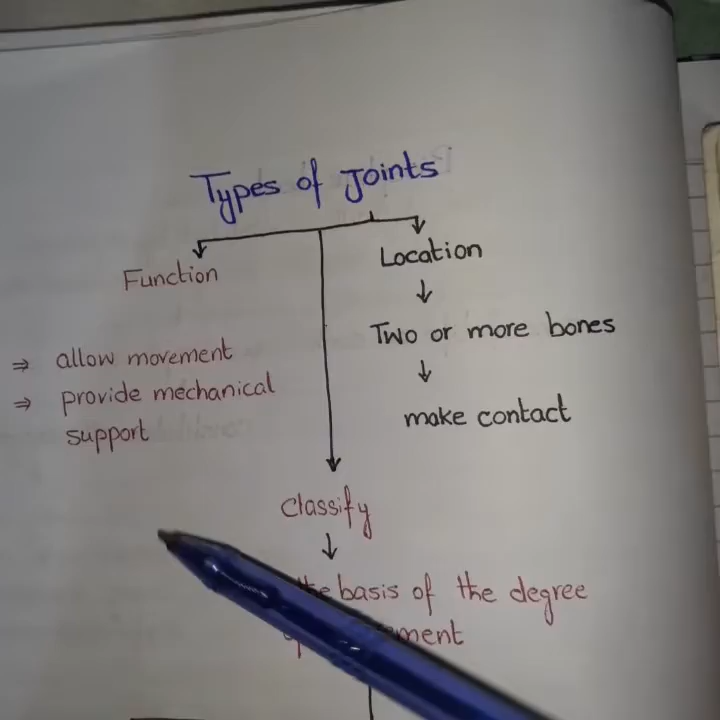 Types of Joints
Function
⇒ allow movement
⇒ provide mechanical
support
Location
Two or more bones
make contact
Classify
basis of the degree